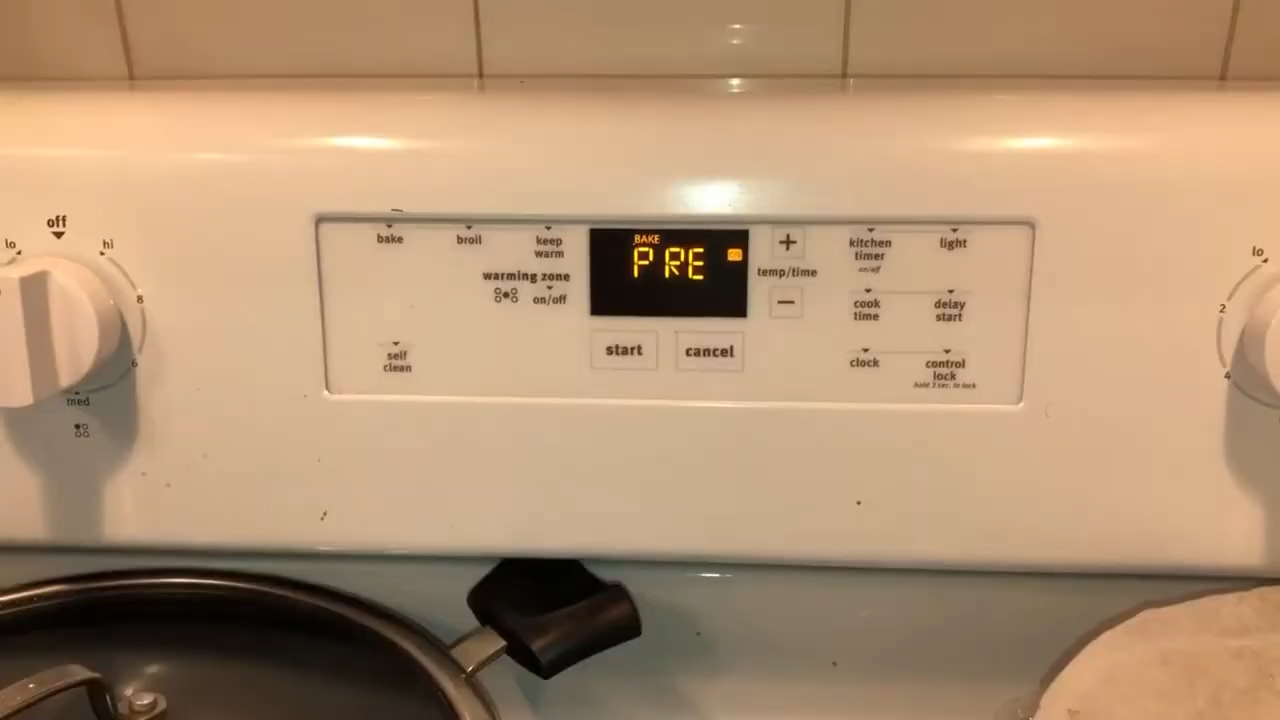 off
lo
hi
8
6
med
bake
broil
keep
warm
warming zone
on/off
self
clean
BAKE
PRE
ON
start
cancel
+
temp/time
−
kitchen
timer
on/off
light
cook
time
delay
start
clock
control
lock
hold 3 sec. to lock
lo
2
4